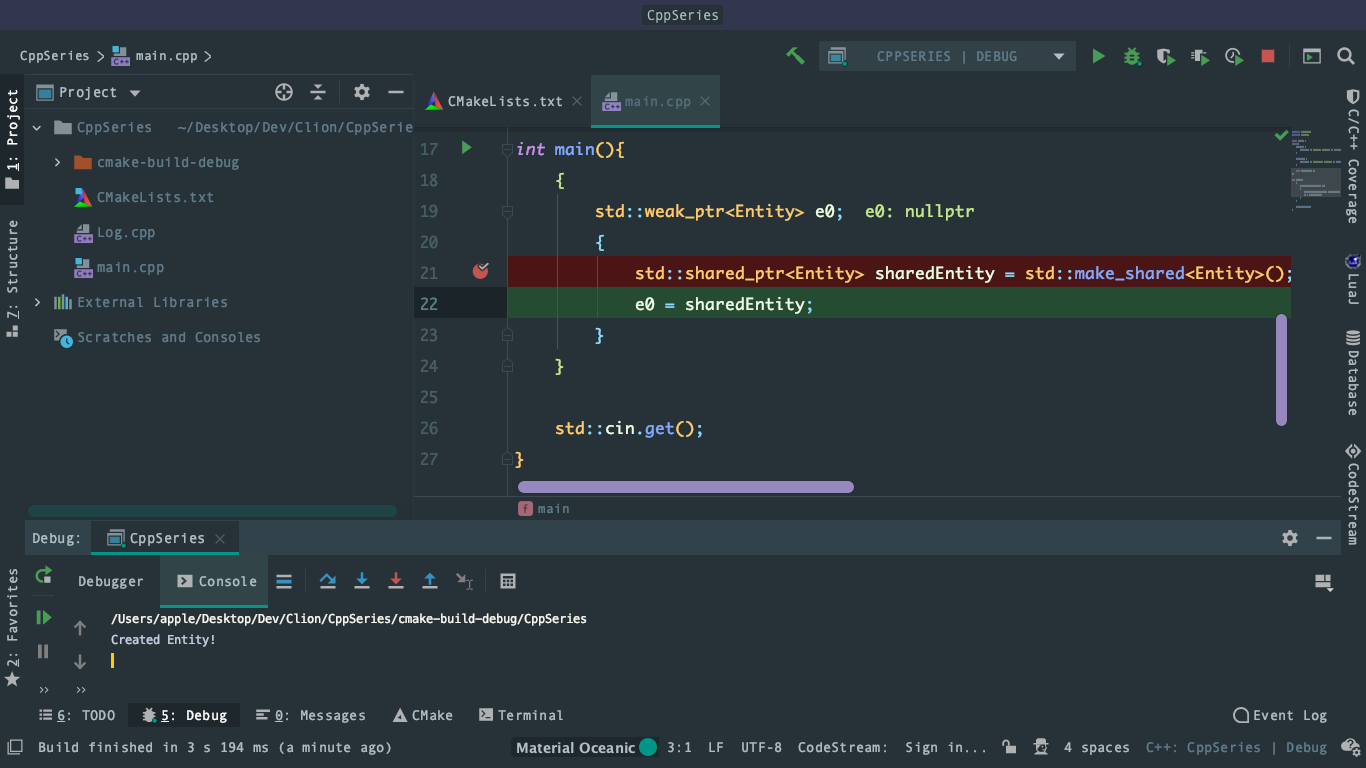 CppSeries
CppSeries > main.cpp >
CPPSERIES | DEBUG
1: Project
Z: Structure
2: Favorites
Project
CppSeries ~/Desktop/Dev/Clion/CppSerie
cmake-build-debug
CMakeLists.txt
Log.cpp
main.cpp
External Libraries
Scratches and Consoles
CMakeLists.txt
main.cpp
17 int main(){
18 {
19 std::weak_ptr<Entity> e0; e0: nullptr
20 {
21 std::shared_ptr<Entity> sharedEntity = std::make_shared<Entity>();
22 e0 = sharedEntity;
23 }
24 }
25
26 std::cin.get();
27 }
f main
C/C++ Coverage
LuaJ
Database
CodeStream
Debug: CppSeries
Debugger Console
/Users/apple/Desktop/Dev/Clion/CppSeries/cmake-build-debug/CppSeries
Created Entity!
6: TODO 5: Debug 0: Messages CMake Terminal Event Log
Build finished in 3 s 194 ms (a minute ago) Material Oceanic 3:1 LF UTF-8 CodeStream: Sign in... 4 spaces C++: CppSeries | Debug